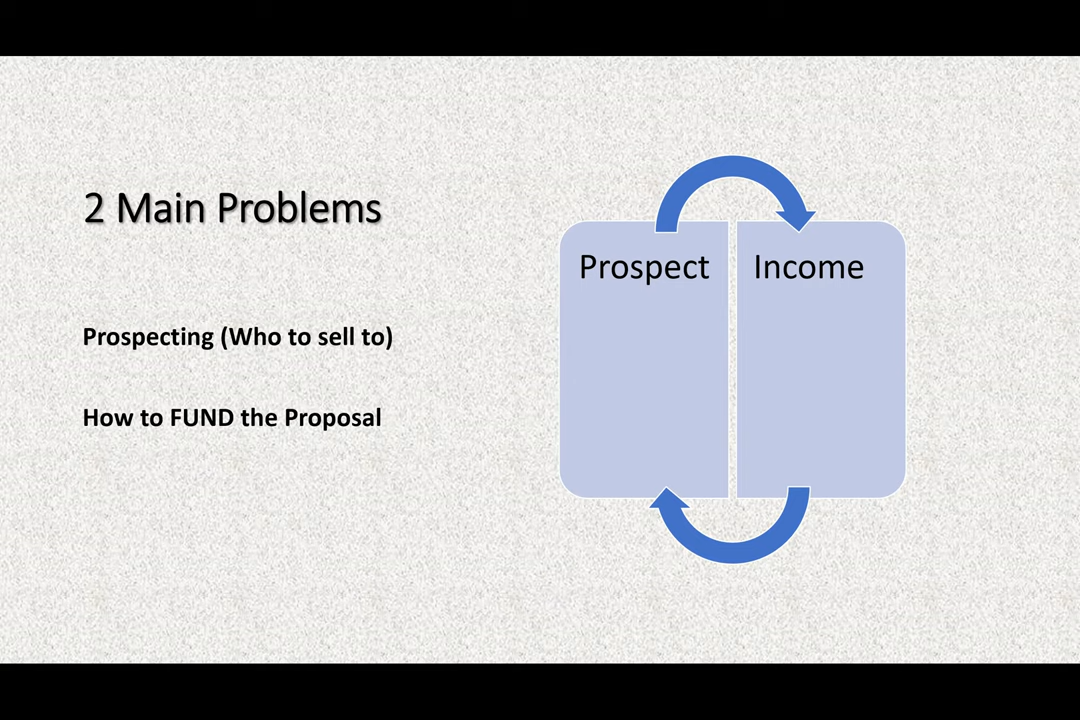 2 Main Problems
Prospecting (Who to sell to)
How to FUND the Proposal
Prospect
Income